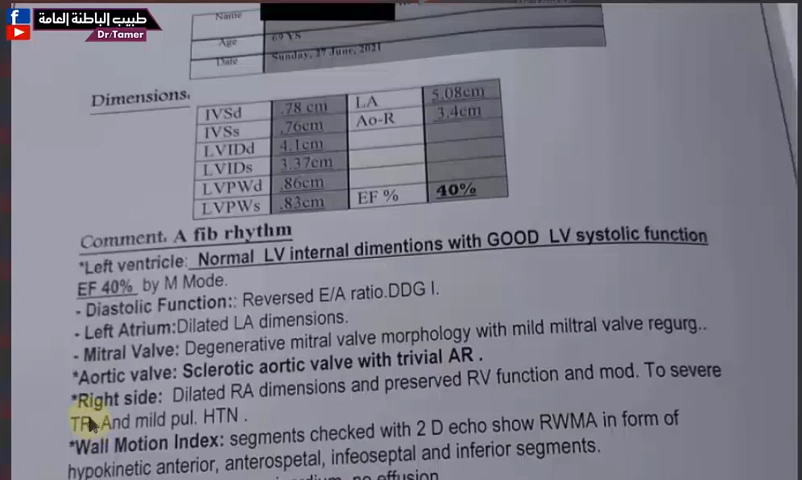 طبيب الباطنة العامة
Dr/Tamer
Name
Age 69 YS
Date Sunday, 27 June, 2021
Dimensions.
IVSd .78 cm LA 5.08cm
IVSs .76cm Ao-R 3.4cm
LVIDd 4.1cm
LVIDs 3.37cm
LVPWd .86cm EF % 40%
LVPWs .83cm
Comment. A fib rhythm
*Left ventricle: Normal LV internal dimentions with GOOD LV systolic function
EF 40% by M Mode.
- Diastolic Function:: Reversed E/A ratio.DDG I.
- Left Atrium:Dilated LA dimensions.
- Mitral Valve: Degenerative mitral valve morphology with mild miltral valve regurg..
*Aortic valve: Sclerotic aortic valve with trivial AR .
*Right side: Dilated RA dimensions and preserved RV function and mod. To severe
TR And mild pul. HTN .
*Wall Motion Index: segments checked with 2 D echo show RWMA in form of
hypokinetic anterior, anterospetal, infeoseptal and inferior segments.
no effusion